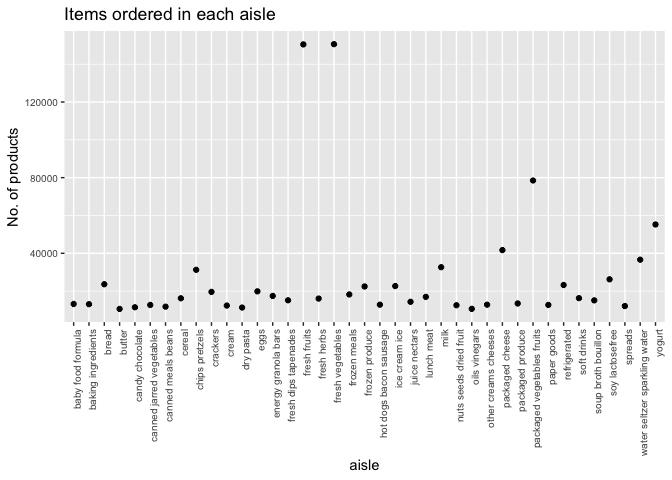 Items ordered in each aisle
No. of products
120000
80000
40000
baby food formula
baking ingredients
bread
butter
candy chocolate
canned jarred vegetables
canned meals beans
cereal
chips pretzels
crackers
cream
dry pasta
eggs
energy granola bars
fresh dips tapenades
fresh fruits
fresh herbs
fresh vegetables
frozen meals
frozen produce
hot dogs bacon sausage
ice cream ice
juice nectars
lunch meat
milk
nuts seeds dried fruit
oils vinegars
other creams cheeses
packaged cheese
packaged produce
packaged vegetables fruits
paper goods
refrigerated
soft drinks
soup broth bouillon
soy lactosefree
spreads
water seltzer sparkling water
yogurt
aisle